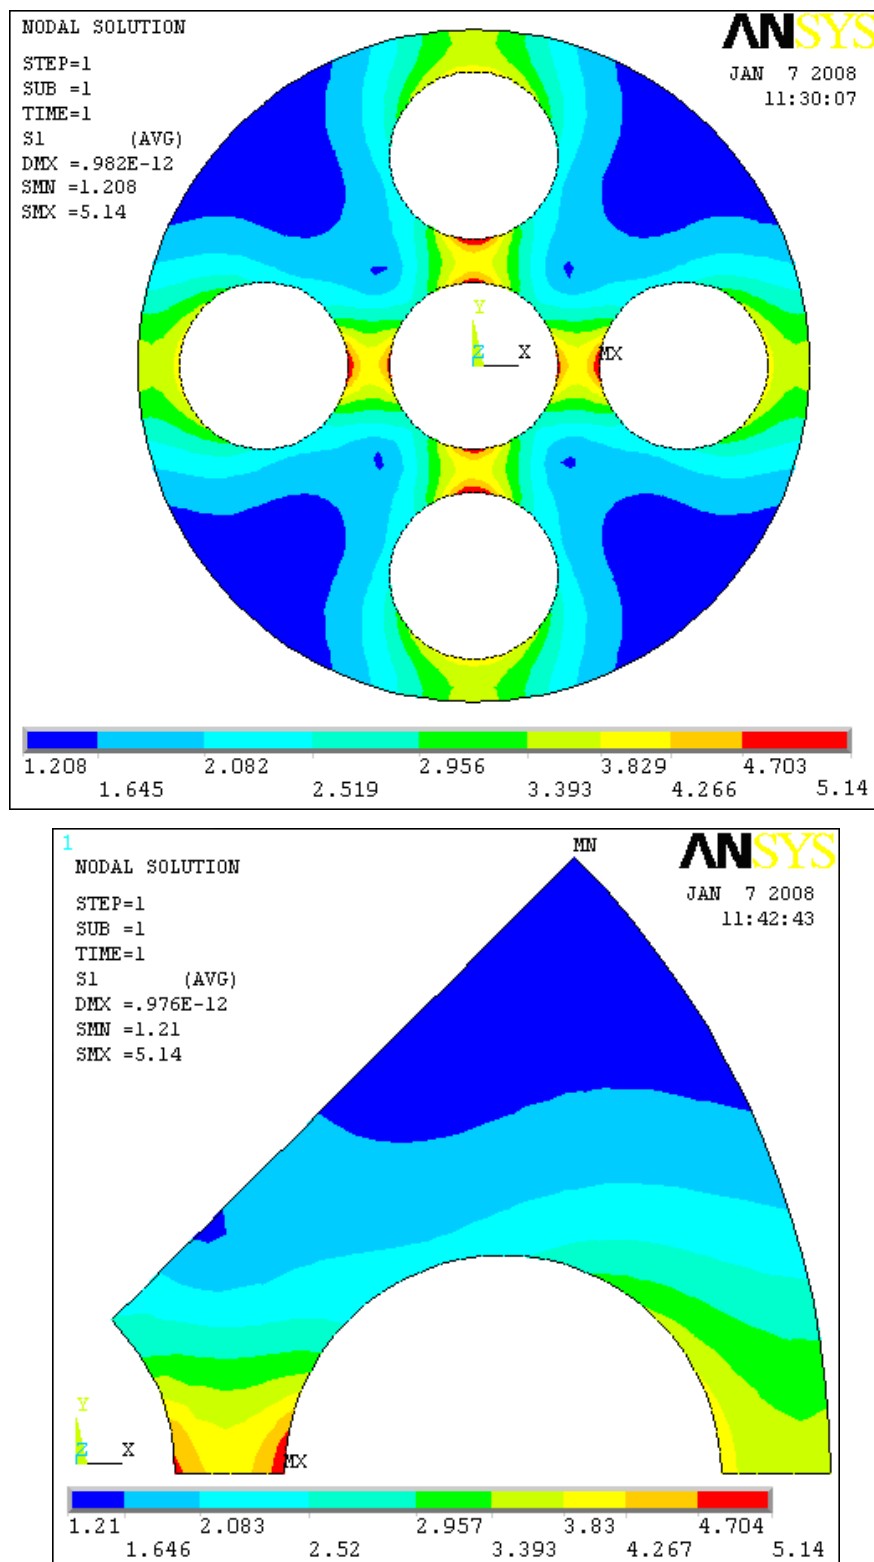 NODAL SOLUTION
STEP=1
SUB =1
TIME=1
S1 (AVG)
DMX =.982E-12
SMN =1.208
SMX =5.14
ANSYS
JAN 7 2008
11:30:07
Y
Z X
MX
1.208 2.082 2.956 3.829 4.703
1.645 2.519 3.393 4.266 5.14
1
NODAL SOLUTION
STEP=1
SUB =1
TIME=1
S1 (AVG)
DMX =.976E-12
SMN =1.21
SMX =5.14
MN
ANSYS
JAN 7 2008
11:42:43
Y
Z X
MX
1.21 2.083 2.957 3.83 4.704
1.646 2.52 3.393 4.267 5.14